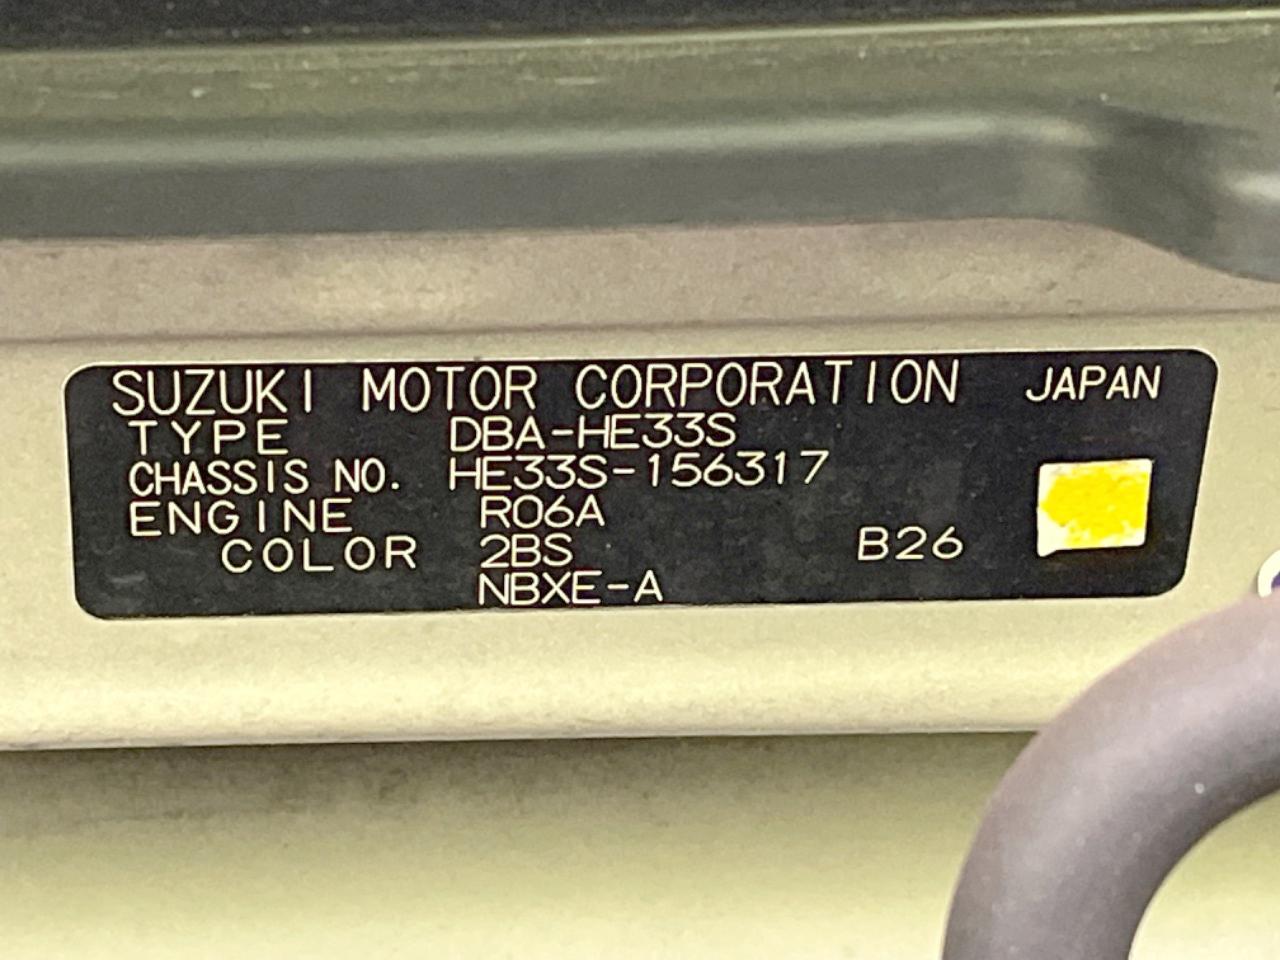 SUZUKI MOTOR CORPORATION JAPAN
TYPE DBA-HE33S
CHASSIS NO. HE33S-156317
ENGINE R06A
COLOR 2BS B26
NBXE-A